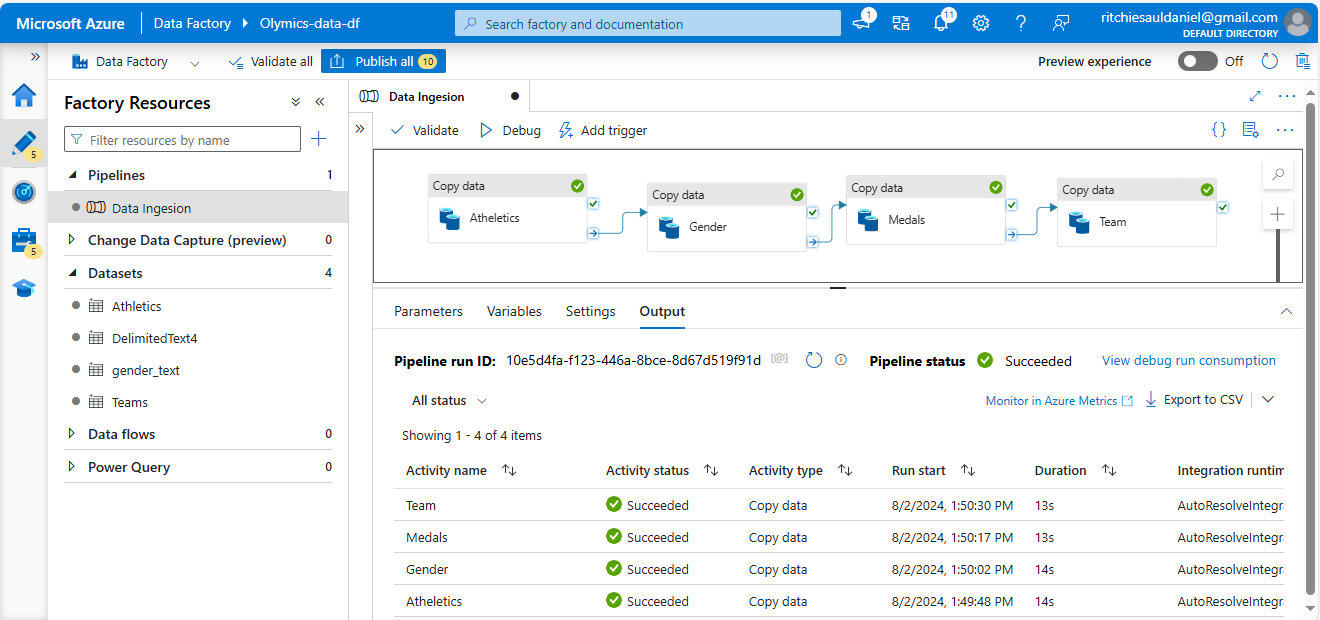 Microsoft Azure
Data Factory
Olymics-data-df
Search factory and documentation
1
11
ritchiesauldaniel@gmail.com
DEFAULT DIRECTORY
Data Factory
Validate all
Publish all 10
Preview experience
Off
5
5
Factory Resources
Filter resources by name
Pipelines 1
Data Ingesion
Change Data Capture (preview) 0
Datasets 4
Athletics
DelimitedText4
gender_text
Teams
Data flows 0
Power Query 0
Data Ingesion
Validate
Debug
Add trigger
Copy data
Atheletics
Copy data
Gender
Copy data
Medals
Copy data
Team
Parameters Variables Settings Output
Pipeline run ID: 10e5d4fa-f123-446a-8bce-8d67d519f91d [@] Pipeline status Succeeded View debug run consumption
All status
Monitor in Azure Metrics Export to CSV
Showing 1 - 4 of 4 items
Activity name Activity status Activity type Run start Duration Integration runtim
Team Succeeded Copy data 8/2/2024, 1:50:30 PM 13s AutoResolveIntegra
Medals Succeeded Copy data 8/2/2024, 1:50:17 PM 13s AutoResolveIntegra
Gender Succeeded Copy data 8/2/2024, 1:50:02 PM 14s AutoResolveIntegra
Atheletics Succeeded Copy data 8/2/2024, 1:49:48 PM 14s AutoResolveIntegra